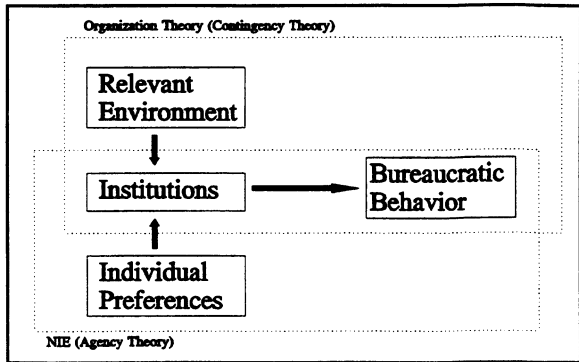 Organization Theory (Contingency Theory)
Relevant
Environment
Institutions
Bureaucratic
Behavior
Individual
Preferences
NIE (Agency Theory)